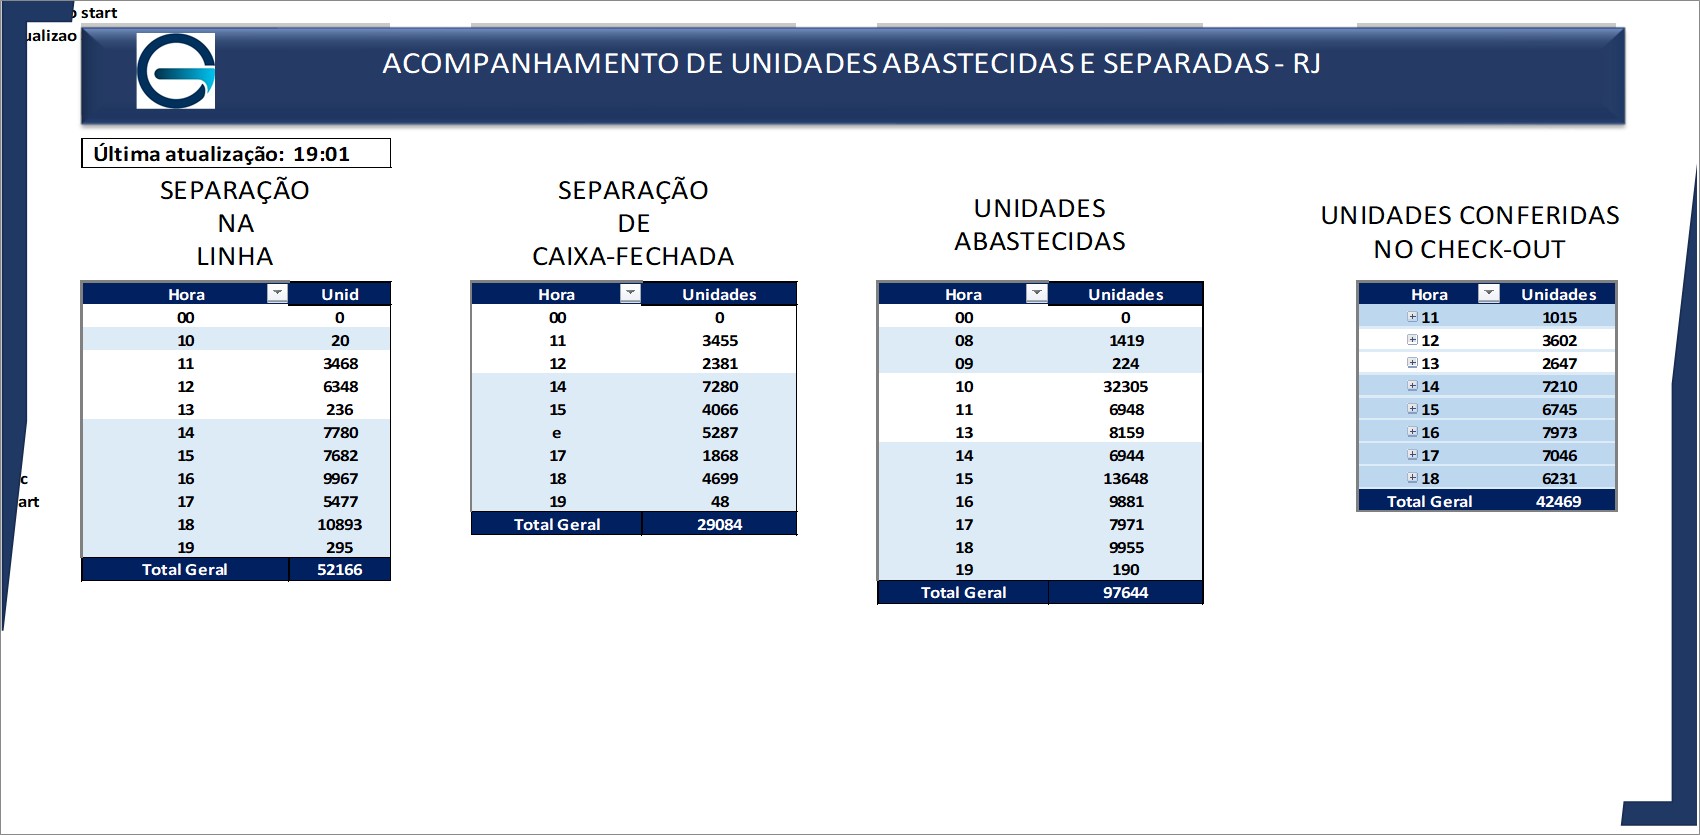 start
ualizao
ACOMPANHAMENTO DE UNIDADES ABASTECIDAS E SEPARADAS - RJ
Última atualização: 19:01
SEPARAÇÃO
NA
LINHA
Hora Unid
00 0
10 20
11 3468
12 6348
13 236
14 7780
15 7682
16 9967
17 5477
18 10893
19 295
Total Geral 52166
SEPARAÇÃO
DE
CAIXA-FECHADA
Hora Unidades
00 0
11 3455
12 2381
14 7280
15 4066
e 5287
17 1868
18 4699
19 48
Total Geral 29084
UNIDADES
ABASTECIDAS
Hora Unidades
00 0
08 1419
09 224
10 32305
11 6948
13 8159
14 6944
15 13648
16 9881
17 7971
18 9955
19 190
Total Geral 97644
UNIDADES CONFERIDAS
NO CHECK-OUT
Hora Unidades
11 1015
12 3602
13 2647
14 7210
15 6745
16 7973
17 7046
18 6231
Total Geral 42469
c
art